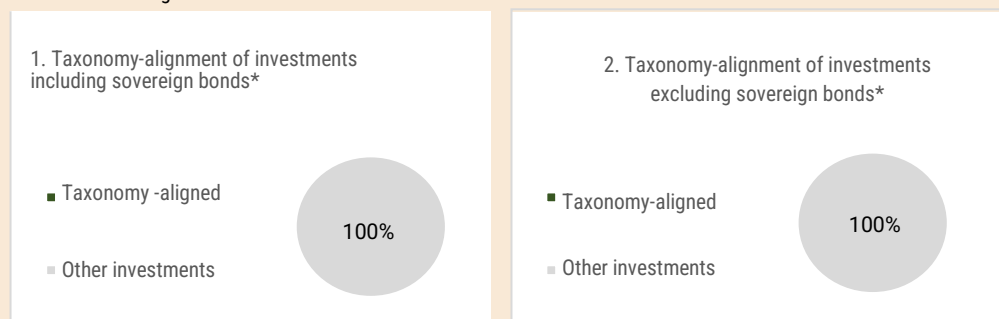 1. Taxonomy-alignment of investments
including sovereign bonds*
Taxonomy -aligned
100%
Other investments
2. Taxonomy-alignment of investments
excluding sovereign bonds*
Taxonomy-aligned
100%
Other investments